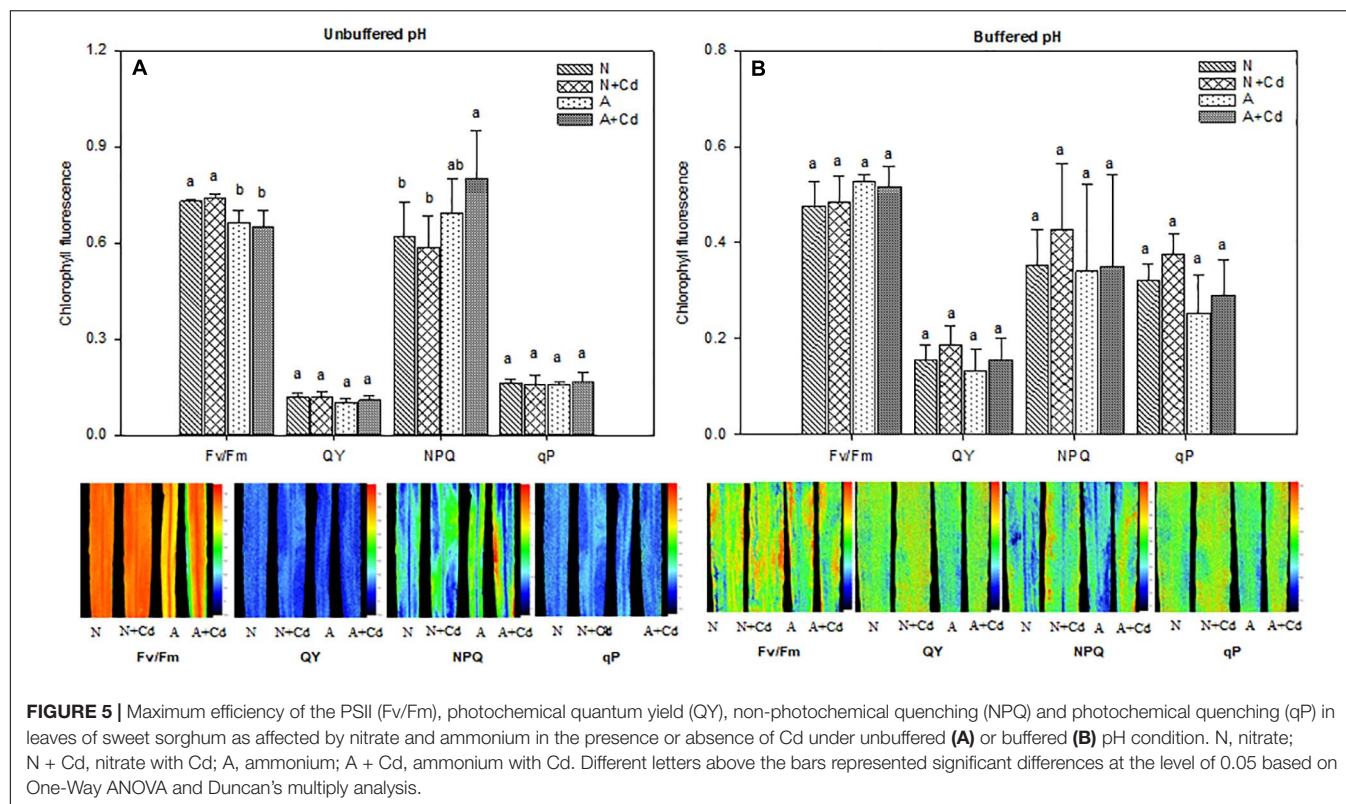 Unbuffered pH
A
1.2
0.9
0.6
0.3
0.0
Chlorophyll fluorescence
N
N+Cd
A
A+Cd
a a b b
a a a a
b b ab a
a a a a
Fv/Fm QY NPQ qP
N N+Cd A A+Cd
N N+Cd A A+Cd
N N+Cd A A+Cd
N N+Cd A+Cd
Fv/Fm QY NPQ qP
Buffered pH
B
0.8
0.6
0.4
0.2
0.0
Chlorophyll fluorescence
N
N+Cd
A
A+Cd
a a a a
a a a a
a a a a
a a a a
Fv/Fm QY NPQ qP
N N+Cd A A+Cd
N N+Cd A A+Cd
N N+Cd A A+Cd
N N+Cd A A+Cd
Fv/Fm QY NPQ qP
FIGURE 5 | Maximum efficiency of the PSII (Fv/Fm), photochemical quantum yield (QY), non-photochemical quenching (NPQ) and photochemical quenching (qP) in
leaves of sweet sorghum as affected by nitrate and ammonium in the presence or absence of Cd under unbuffered (A) or buffered (B) pH condition. N, nitrate;
N + Cd, nitrate with Cd; A, ammonium; A + Cd, ammonium with Cd. Different letters above the bars represented significant differences at the level of 0.05 based on
One-Way ANOVA and Duncan's multiply analysis.